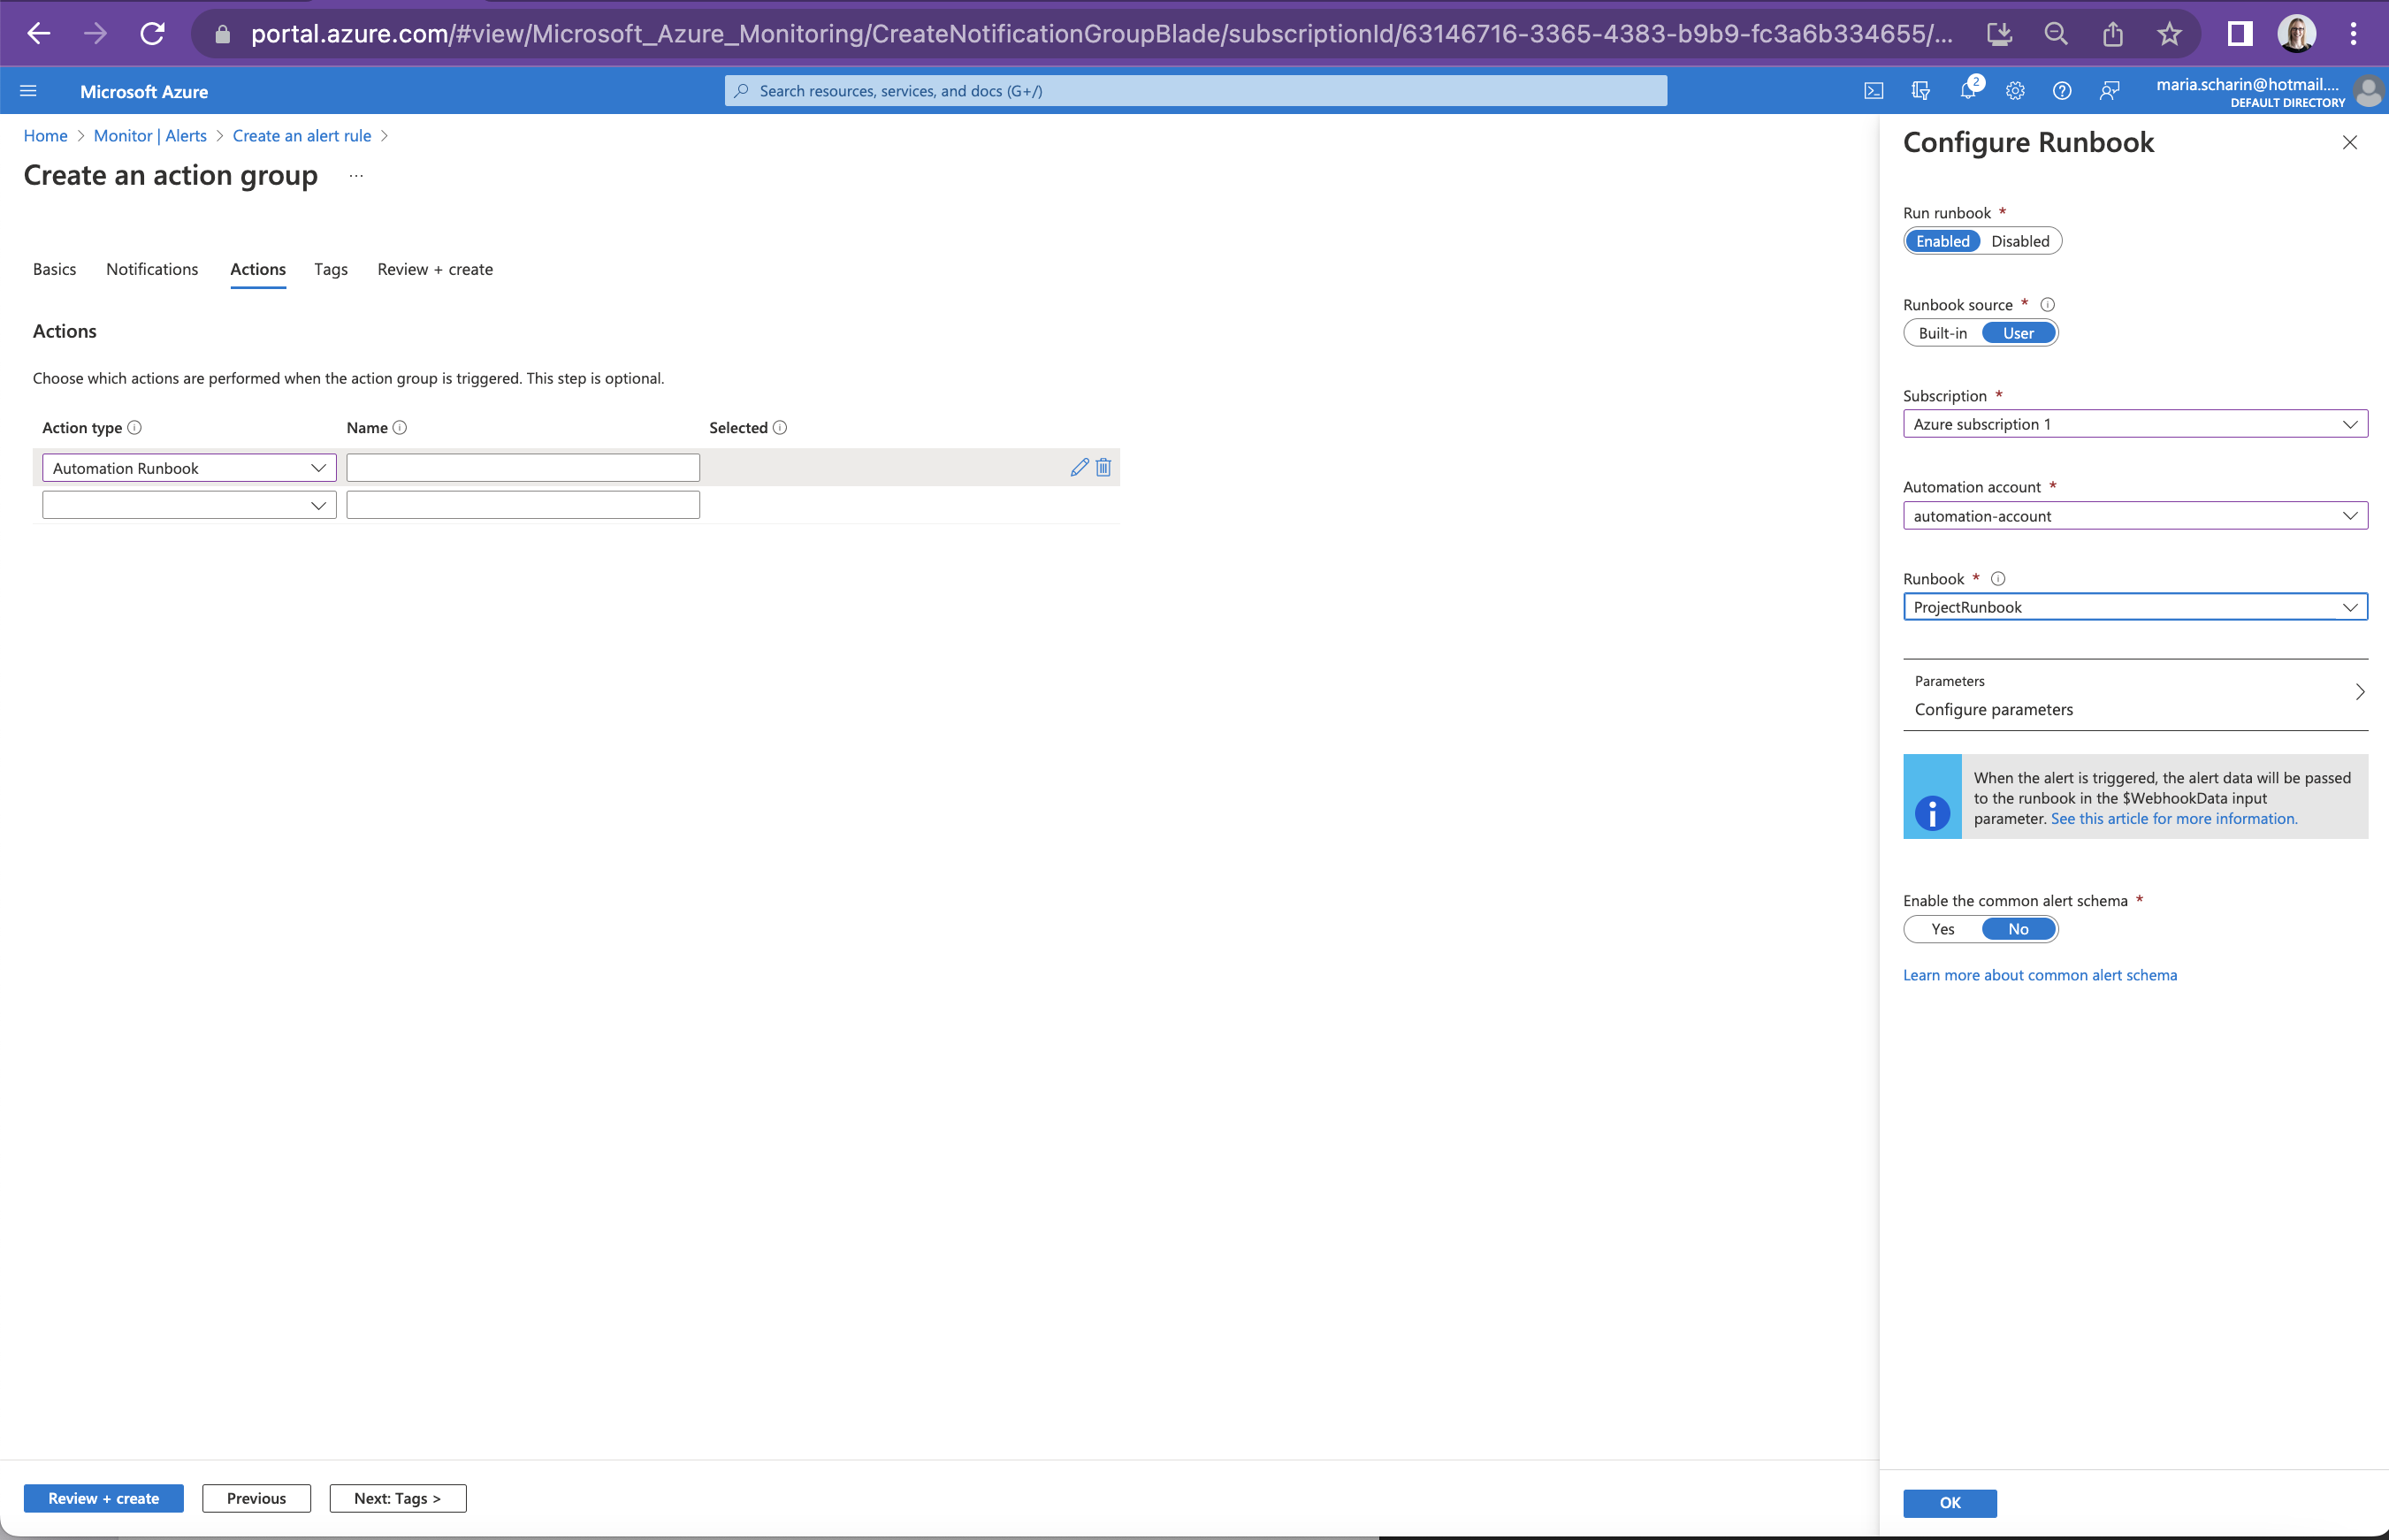 portal.azure.com/#view/Microsoft_Azure_Monitoring/CreateNotificationGroupBlade/subscriptionId/63146716-3365-4383-b9b9-fc3a6b334655/...
Microsoft Azure
Search resources, services, and docs (G+/)
2
maria.scharin@hotmail....
DEFAULT DIRECTORY
Home > Monitor | Alerts > Create an alert rule >
Create an action group ...
Basics Notifications Actions Tags Review + create
Actions
Choose which actions are performed when the action group is triggered. This step is optional.
Action type Name Selected
Automation Runbook
Review + create Previous Next: Tags >
Configure Runbook
Run runbook *
Enabled Disabled
Runbook source *
Built-in User
Subscription *
Azure subscription 1
Automation account *
automation-account
Runbook *
ProjectRunbook
Parameters
Configure parameters
When the alert is triggered, the alert data will be passed
to the runbook in the $WebhookData input
parameter. See this article for more information.
Enable the common alert schema *
Yes No
Learn more about common alert schema
OK